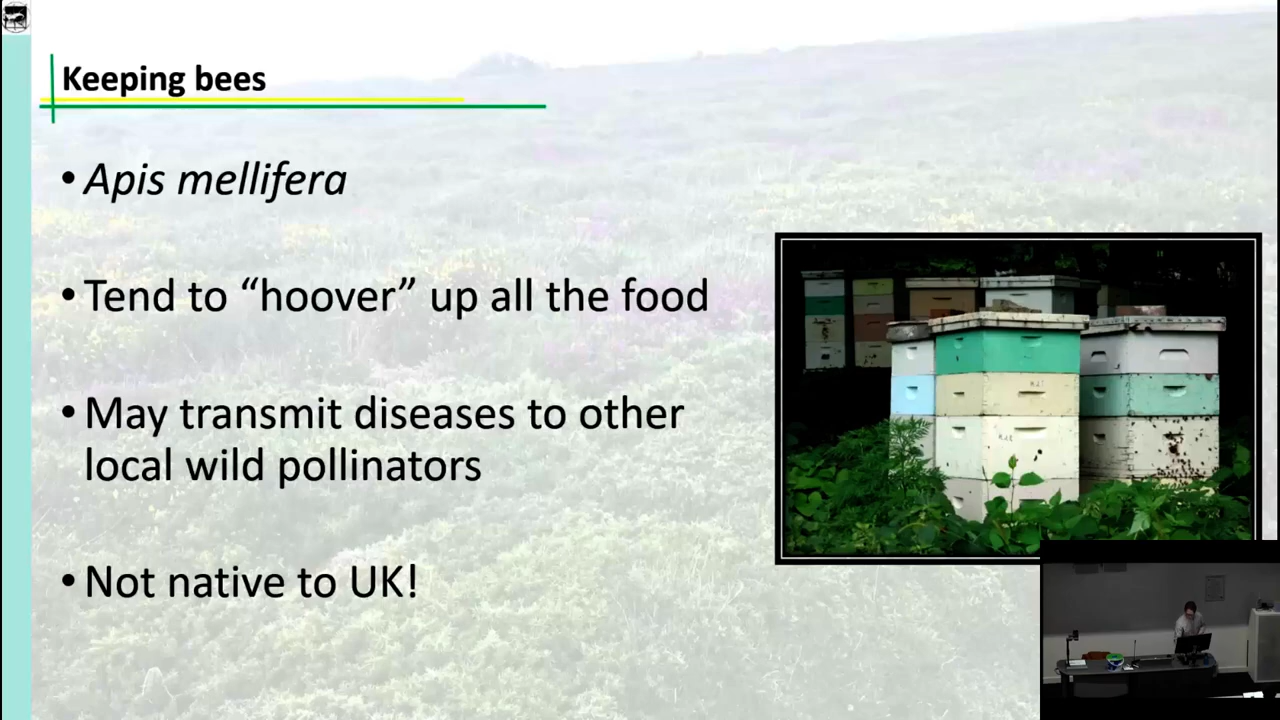 Keeping bees
• Apis mellifera
• Tend to “hoover” up all the food
• May transmit diseases to other
local wild pollinators
• Not native to UK!